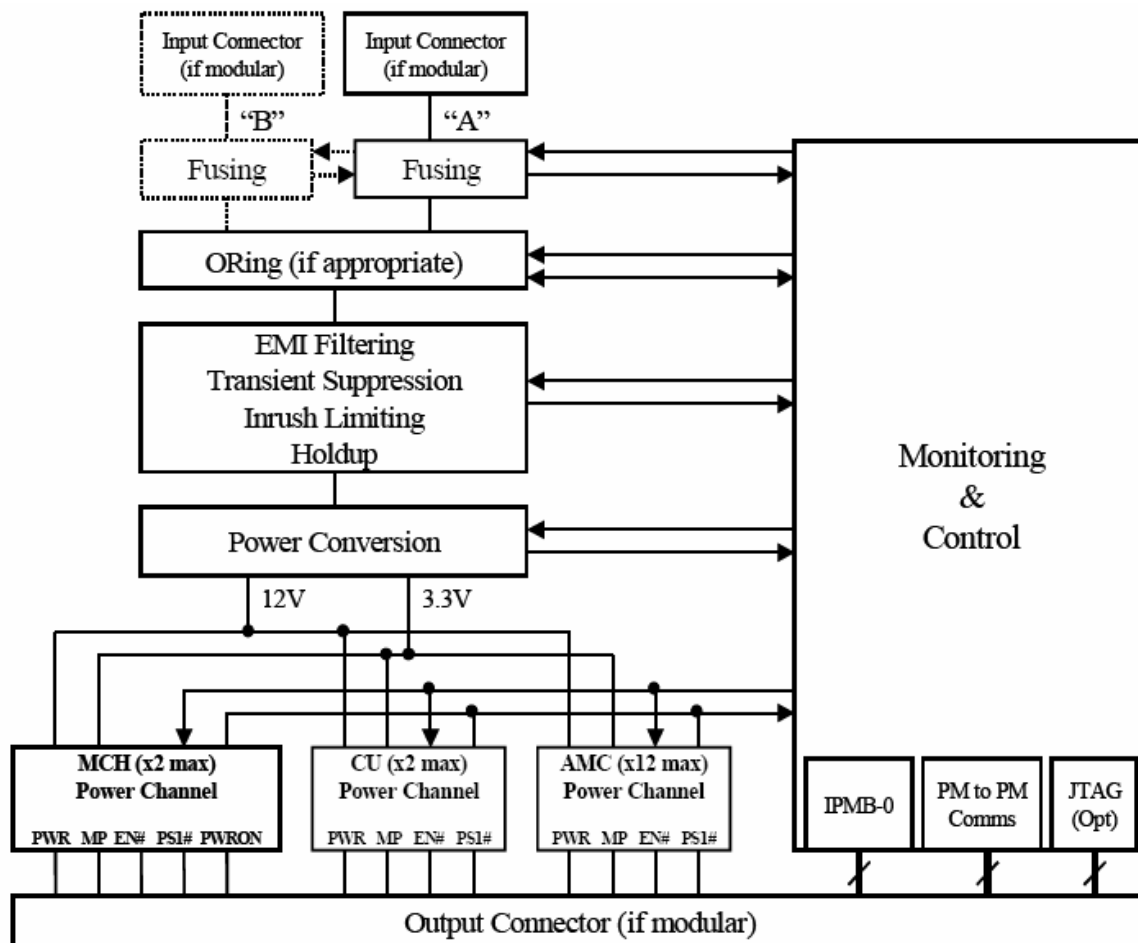 Input Connector
(if modular)
Input Connector
(if modular)
“B”
“A”
Fusing
Fusing
ORing (if appropriate)
EMI Filtering
Transient Suppression
Inrush Limiting
Holdup
Monitoring
&
Control
Power Conversion
12V
3.3V
MCH (x2 max)
Power Channel
PWR MP EN# PS1# PWRON
CU (x2 max)
Power Channel
PWR MP EN# PS1#
AMC (x12 max)
Power Channel
PWR MP EN# PS1#
IPMB-0
PM to PM
Comms
JTAG
(Opt)
Output Connector (if modular)